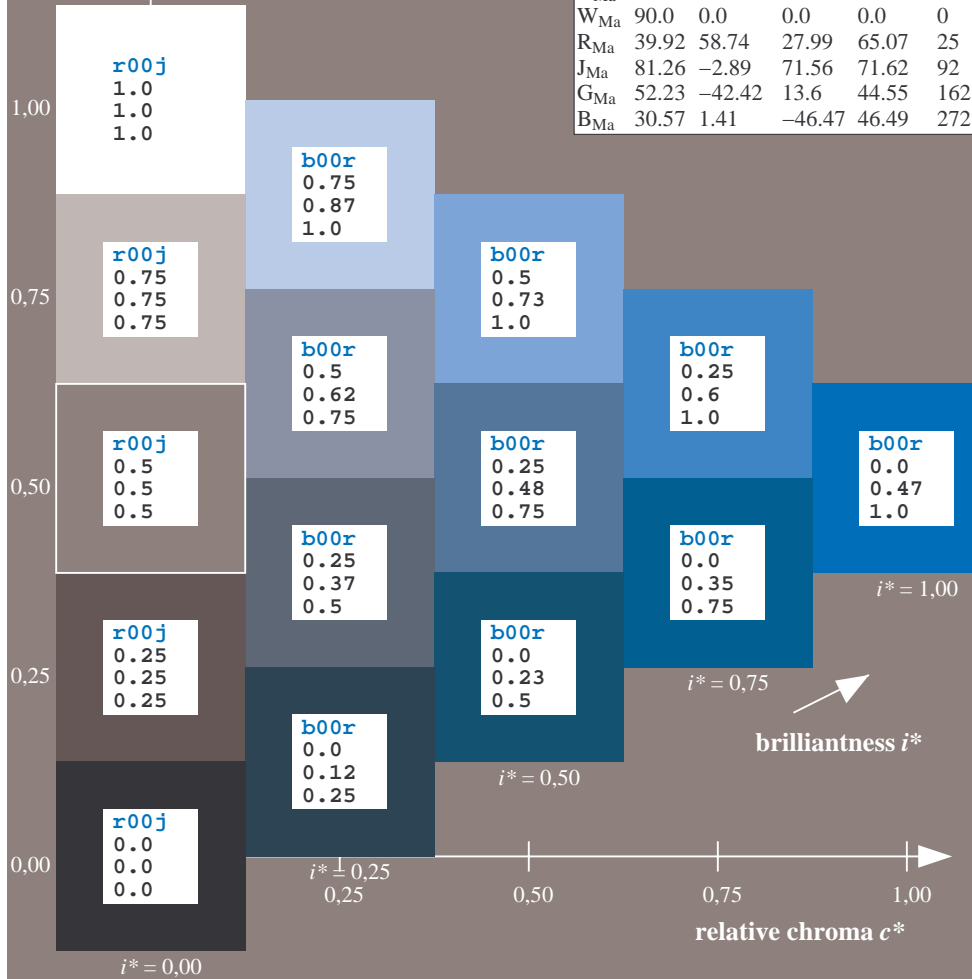 W Ma 90.0 0.0 0.0 0.0 0
R Ma 39.92 58.74 27.99 65.07 25
J Ma 81.26 −2.89 71.56 71.62 92
G Ma 52.23 −42.42 13.6 44.55 162
B Ma 30.57 1.41 −46.47 46.49 272
r00j
1.0
1.0
1.0
1,00
b00r
0.75
0.87
1.0
r00j
0.75
0.75
0.75
0,75
b00r
0.5
0.73
1.0
b00r
0.5
0.62
0.75
b00r
0.25
0.6
1.0
r00j
0.5
0.5
0.5
0,50
b00r
0.25
0.48
0.75
b00r
0.0
0.47
1.0
i* = 1,00
b00r
0.25
0.37
0.5
b00r
0.0
0.35
0.75
i* = 0,75
r00j
0.25
0.25
0.25
0,25
b00r
0.0
0.23
0.5
i* = 0,50
brilliantness i*
b00r
0.0
0.12
0.25
i* = 0,25
r00j
0.0
0.0
0.0
0,00
0,25 0,50 0,75 1,00
relative chroma c*
i* = 0,00